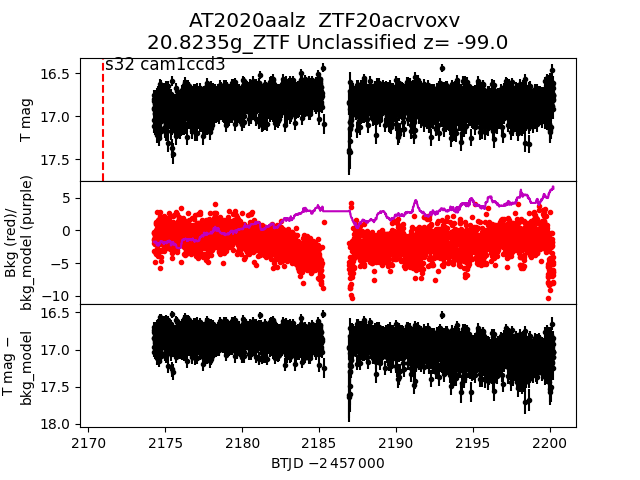 AT2020aalz ZTF20acrvoxv
20.8235g_ZTF Unclassified z= -99.0
s32 cam1ccd3
16.5
17.0
17.5
T mag
5
0
−5
−10
Bkg (red)/
bkg_model (purple)
16.5
17.0
17.5
18.0
T mag −
bkg_model
2170 2175 2180 2185 2190 2195 2200
BTJD −2 457 000